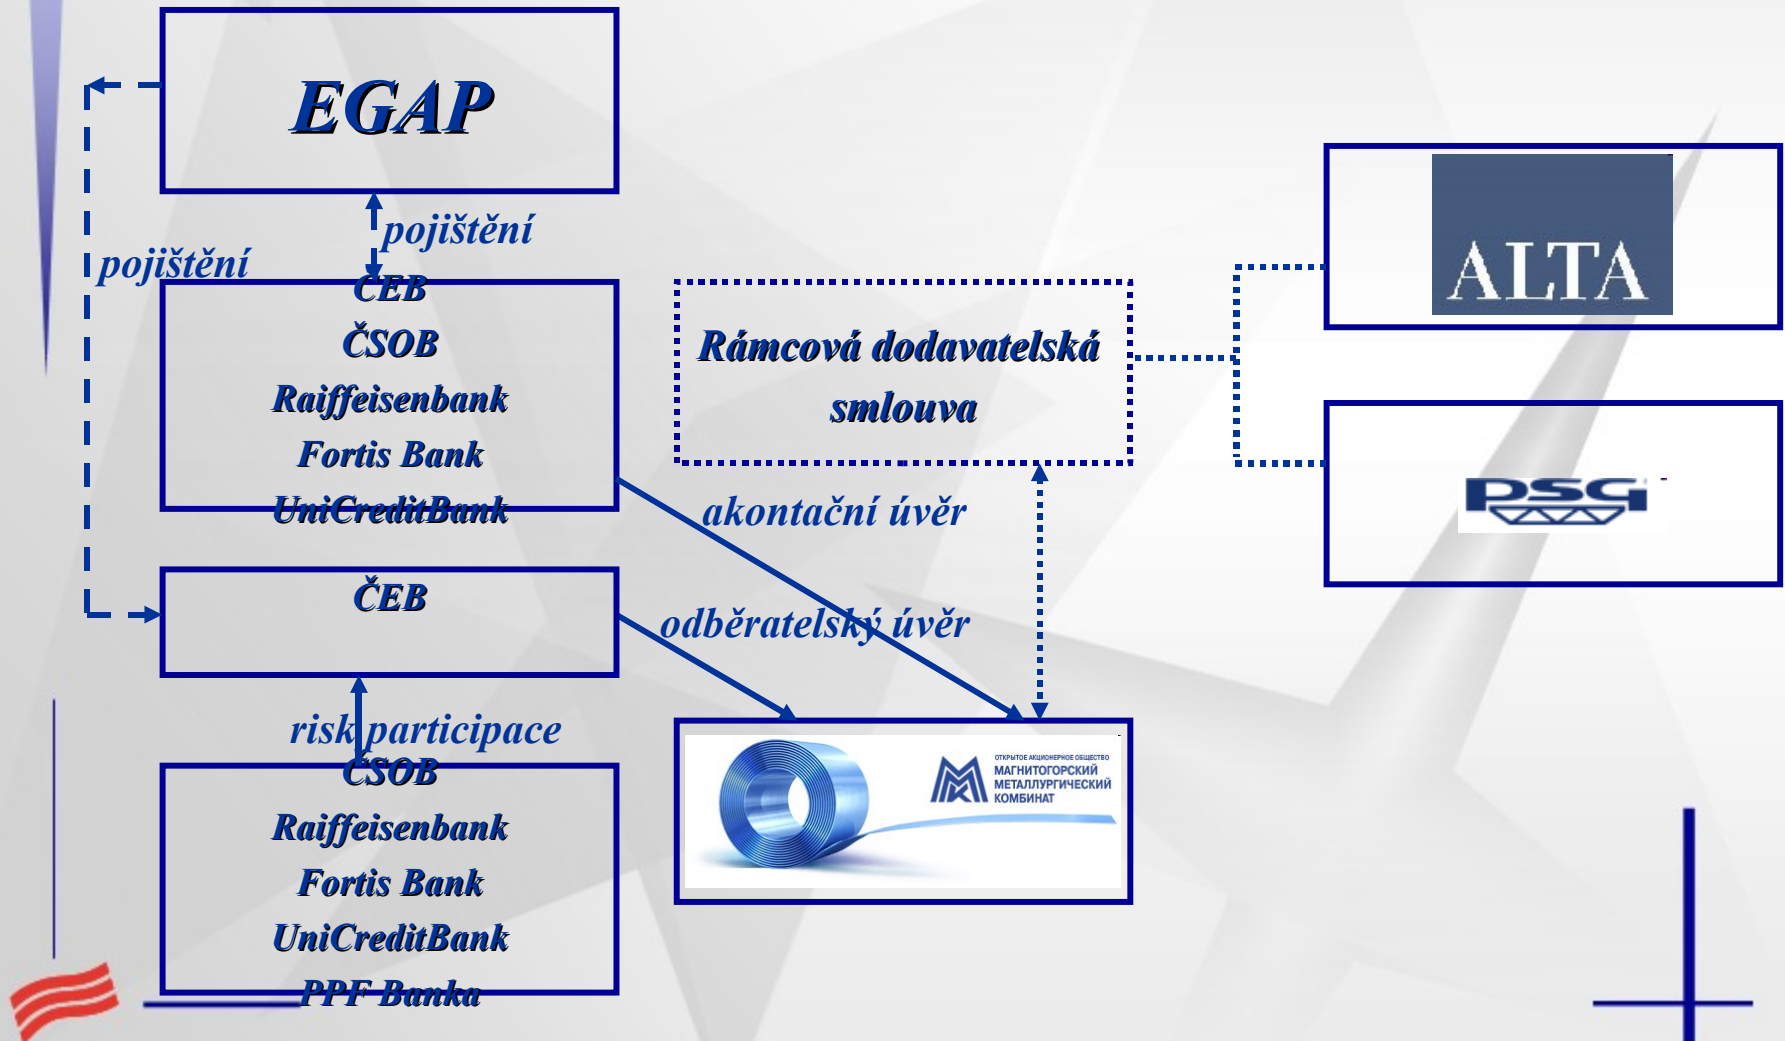 EGAP
pojištění
pojištění
ČEB
ČSOB
Raiffeisenbank
Fortis Bank
UniCreditBank
Rámcová dodavatelská
smlouva
ALTA
PSG
akontační úvěr
ČEB
odběratelský úvěr
risk participace
ČSOB
Raiffeisenbank
Fortis Bank
UniCreditBank
PPF Banka
ОТКРЫТОЕ АКЦИОНЕРНОЕ ОБЩЕСТВО
МАГНИТОГОРСКИЙ
МЕТАЛЛУРГИЧЕСКИЙ
КОМБИНАТ